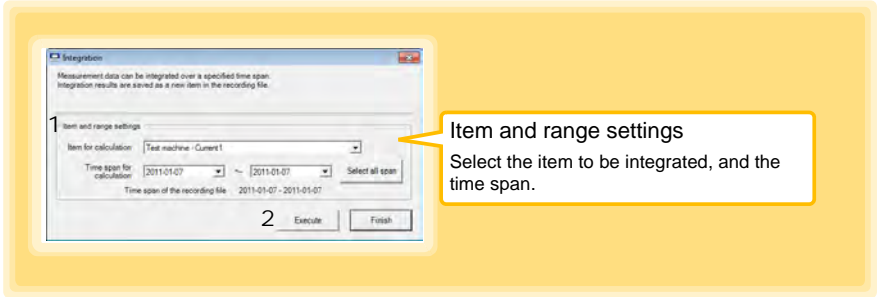 Integration
Measurement data can be integrated over a specified time span.
Integration results are saved as a new item in the recording file.
1
Item and range settings
Item for calculation
Test machine - Current 1
Time span for
calculation
2011-01-07 ~ 2011-01-07
Select all span
Time span of the recording file 2011-01-07 - 2011-01-07
2
Execute
Finish
Item and range settings
Select the item to be integrated, and the
time span.